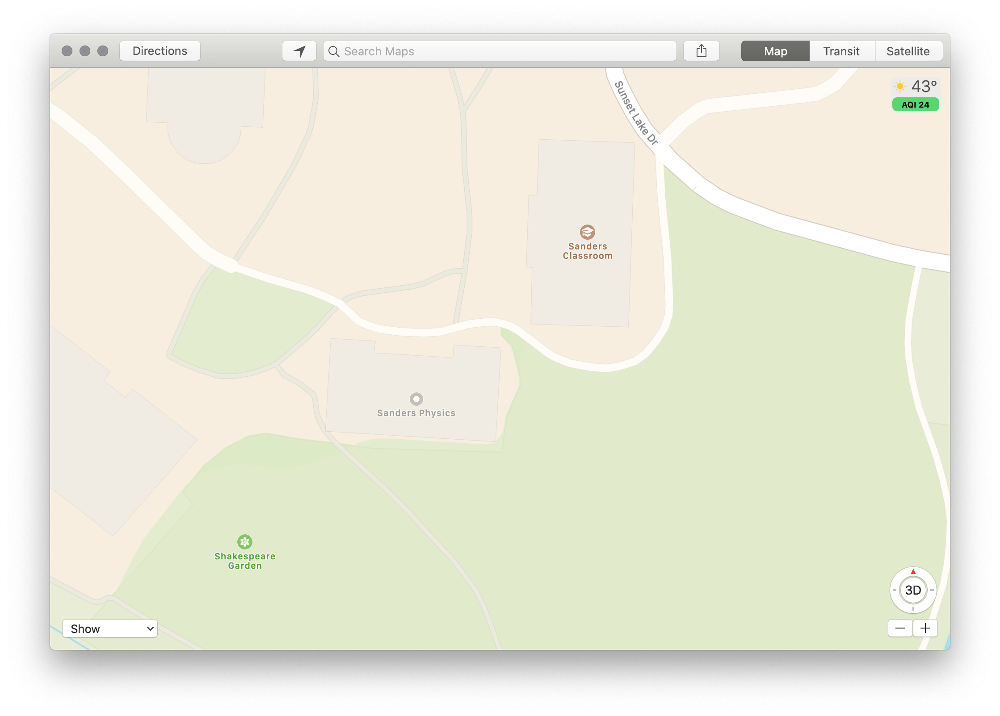 Directions
Search Maps
Map
Transit
Satellite
Sunset Lake Dr
43°
AQI 24
Sanders
Classroom
Sanders Physics
Shakespeare
Garden
3D
Show